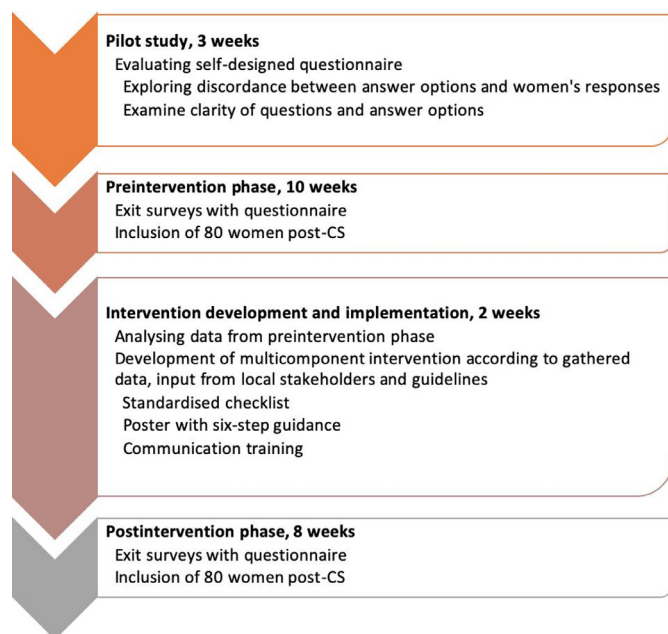 Pilot study, 3 weeks
Evaluating self-designed questionnaire
Exploring discordance between answer options and women's responses
Examine clarity of questions and answer options
Preintervention phase, 10 weeks
Exit surveys with questionnaire
Inclusion of 80 women post-CS
Intervention development and implementation, 2 weeks
Analysing data from preintervention phase
Development of multicomponent intervention according to gathered
data, input from local stakeholders and guidelines
Standardised checklist
Poster with six-step guidance
Communication training
Postintervention phase, 8 weeks
Exit surveys with questionnaire
Inclusion of 80 women post-CS